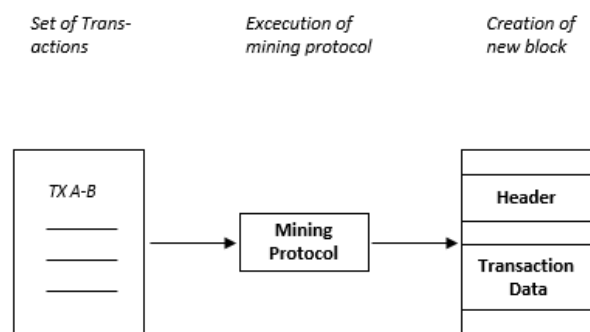 Set of Trans-
actions
Excecution of
mining protocol
Creation of
new block
TX A-B
Mining
Protocol
Header
Transaction
Data